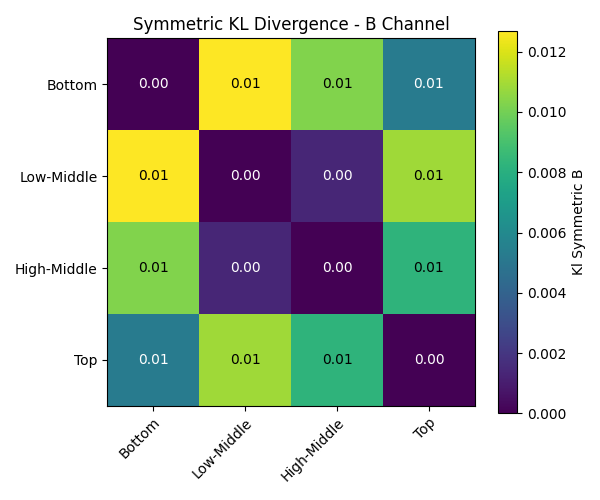 Symmetric KL Divergence - B Channel
Bottom 0.00 0.01 0.01 0.01
Low-Middle 0.01 0.00 0.00 0.01
High-Middle 0.01 0.00 0.00 0.01
Top 0.01 0.01 0.01 0.00
Bottom Low-Middle High-Middle Top
0.012
0.010
0.008
0.006
0.004
0.002
0.000
Kl Symmetric B